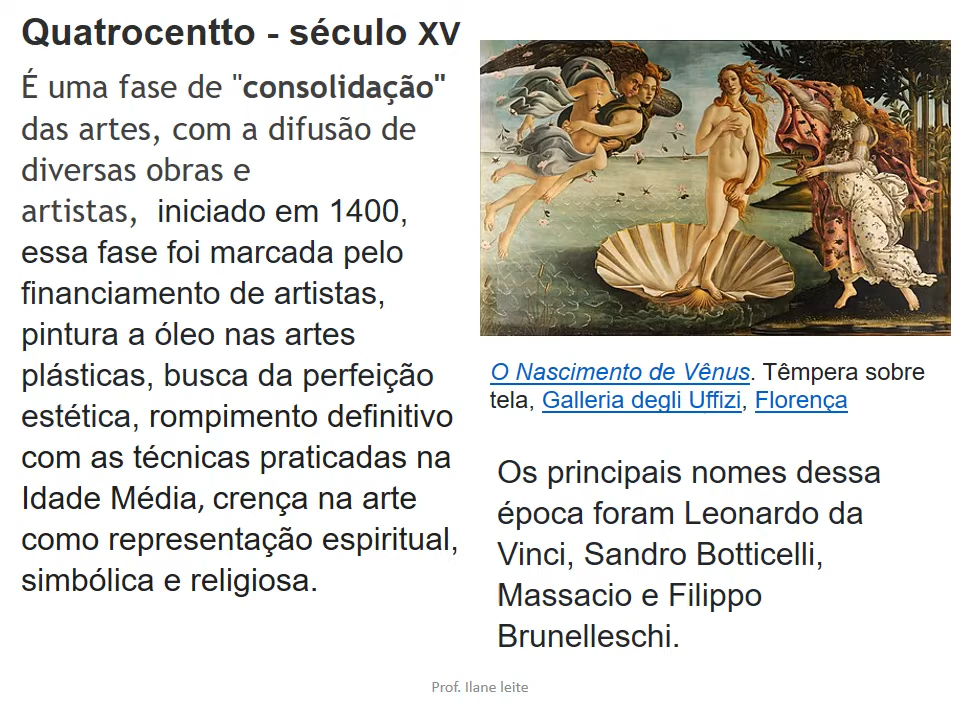 Quatrocentto - século XV
É uma fase de "consolidação"
das artes, com a difusão de
diversas obras e
artistas, iniciado em 1400,
essa fase foi marcada pelo
financiamento de artistas,
pintura a óleo nas artes
plásticas, busca da perfeição
estética, rompimento definitivo
com as técnicas praticadas na
Idade Média, crença na arte
como representação espiritual,
simbólica e religiosa.
O Nascimento de Vênus. Têmpera sobre
tela, Galleria degli Uffizi, Florença
Os principais nomes dessa
época foram Leonardo da
Vinci, Sandro Botticelli,
Massacio e Filippo
Brunelleschi.
Prof. Ilane leite